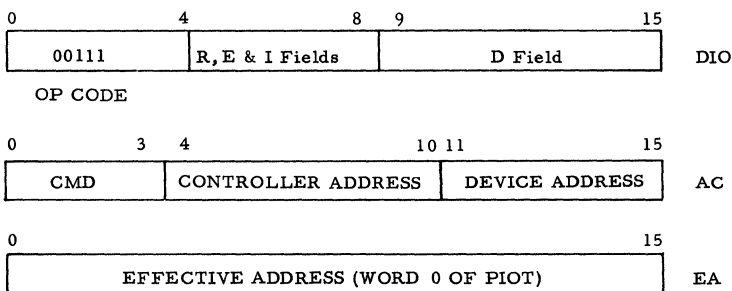 0 4 8 9 15
00111 R, E & I Fields D Field DIO
OP CODE
0 3 4 10 11 15
CMD CONTROLLER ADDRESS DEVICE ADDRESS AC
0 15
EFFECTIVE ADDRESS (WORD 0 OF PIOT) EA